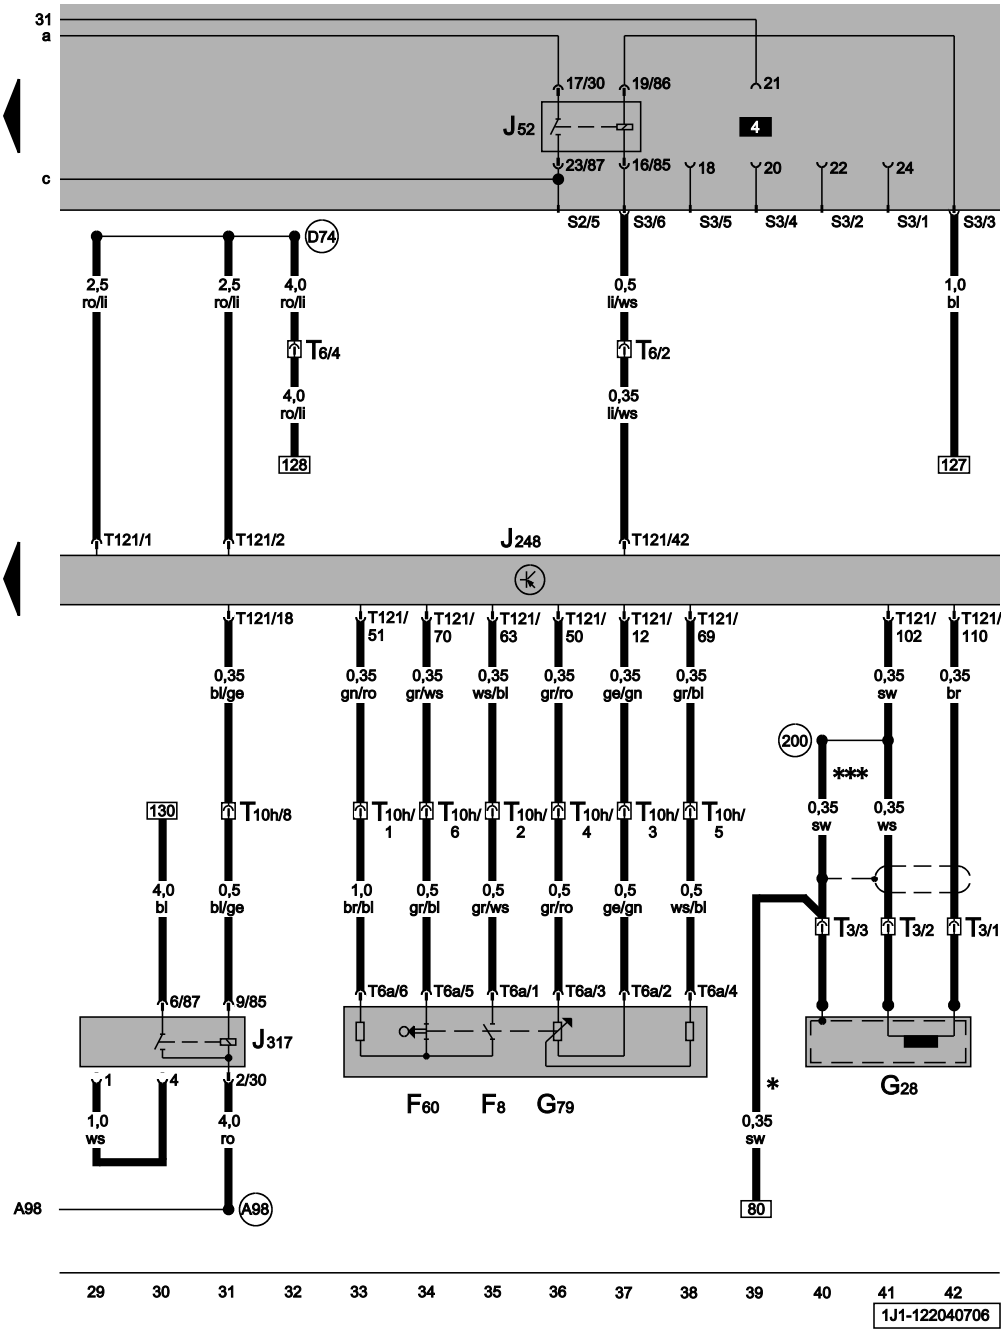 31
a
17/30
19/86
21
J52
4
23/87
16/85
18
20
22
24
c
S2/5
S3/6
S3/5
S3/4
S3/2
S3/1
S3/3
D74
2,5
ro/li
2,5
ro/li
4,0
ro/li
0,5
li/ws
1,0
bl
T6/4
T6/2
4,0
ro/li
0,35
li/ws
128
127
T121/1
T121/2
J248
T121/42
T121/18
T121/
51
T121/
70
T121/
63
T121/
50
T121/
12
T121/
69
T121/
102
T121/
110
0,35
bl/ge
0,35
gn/ro
0,35
gr/ws
0,35
ws/bl
0,35
gr/ro
0,35
ge/gn
0,35
gr/bl
0,35
sw
0,35
br
200
***
130
T10h/8
T10h/
1
T10h/
6
T10h/
2
T10h/
4
T10h/
3
T10h/
5
0,35
sw
0,35
ws
4,0
bl
0,5
bl/ge
1,0
br/bl
0,5
gr/bl
0,5
gr/ws
0,5
gr/ro
0,5
ge/gn
0,5
ws/bl
T3/3
T3/2
T3/1
6/87
9/85
T6a/6
T6a/5
T6a/1
T6a/3
T6a/2
T6a/4
J317
1
4
2/30
F60
F8
G79
*
G28
1,0
ws
4,0
ro
0,35
sw
A98
A98
80
29
30
31
32
33
34
35
36
37
38
39
40
41
42
1J1-122040706